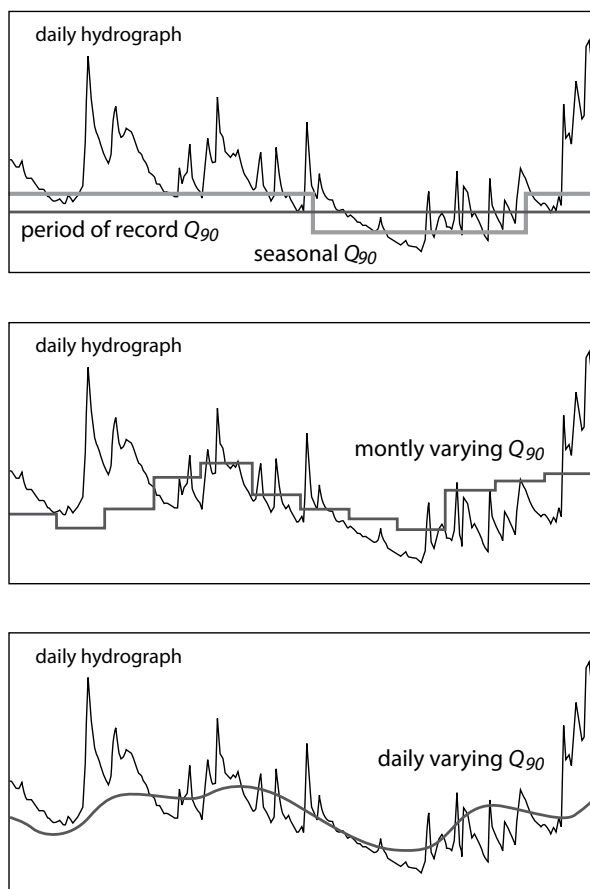 daily hydrograph
period of record Q90
seasonal Q90
daily hydrograph
montly varying Q90
daily hydrograph
daily varying Q90